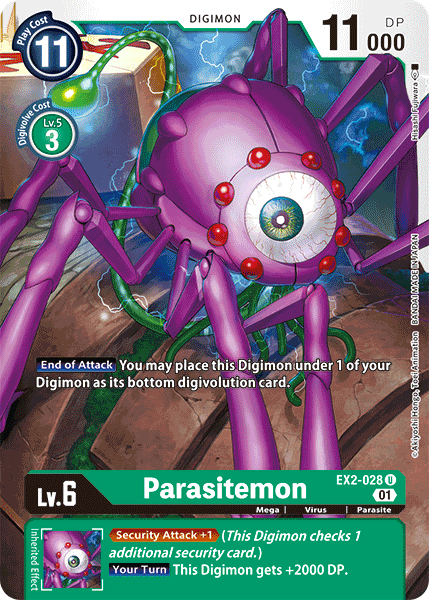 Play Cost
11
DIGIMON
11000 DP
Digivolve Cost
Lv.5
3
Hisashi Fujiwara
©Akiyoshi Hongo, Toei Animation BANDAI MADE IN JAPAN
End of Attack You may place this Digimon under 1 of your
Digimon as its bottom digivolution card.
Lv.6
Parasitemon
EX2-028 U
01
Mega | Virus | Parasite
Inherited Effect
Security Attack +1 (This Digimon checks 1
additional security card.)
Your Turn This Digimon gets +2000 DP.